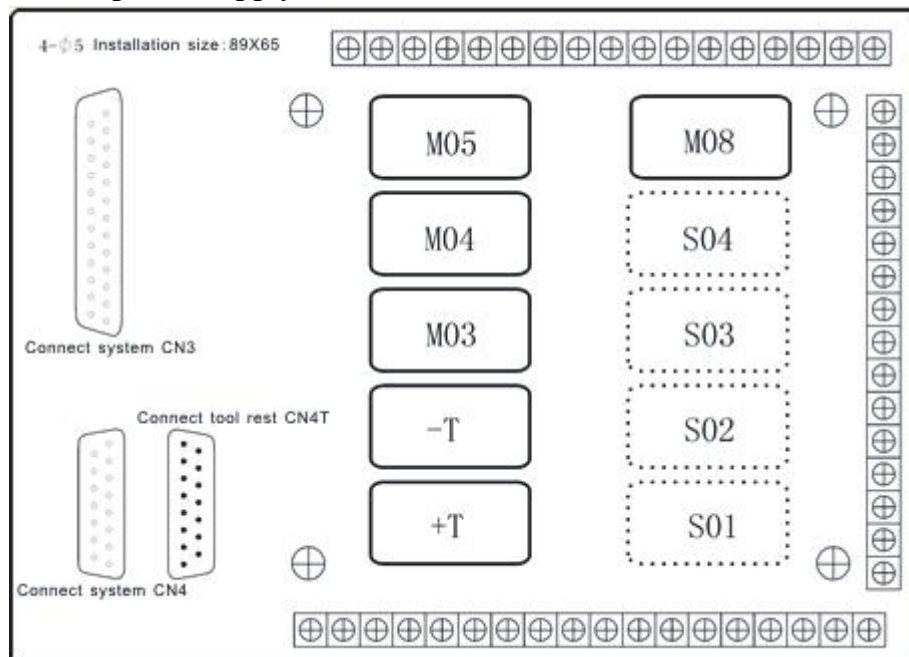 4-∅5 Installation size:89X65
M05
M08
M04
S04
M03
S03
Connect system CN3
Connect tool rest CN4T
-T
S02
+T
S01
Connect system CN4